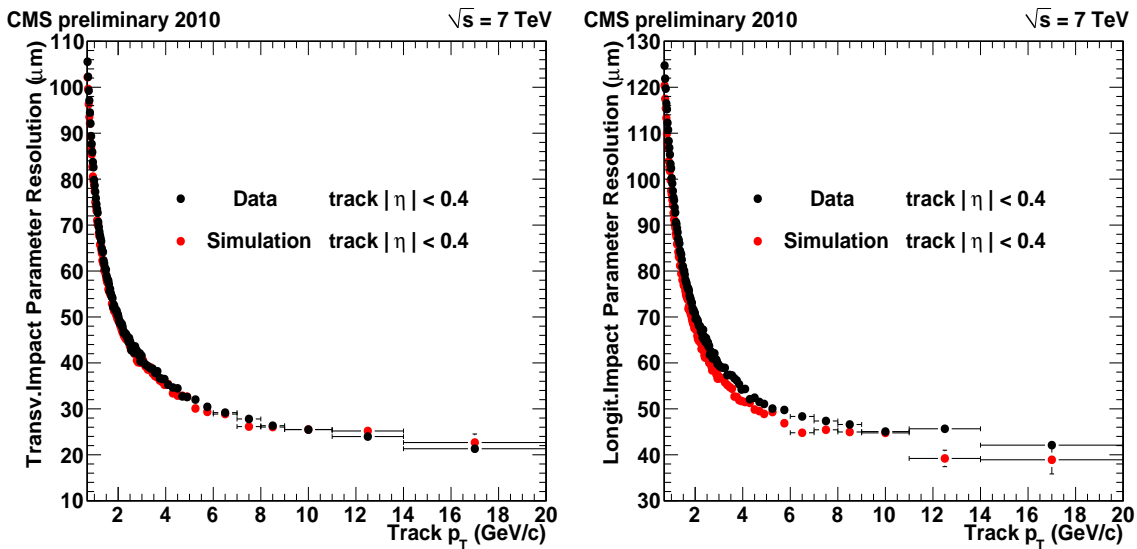 CMS preliminary 2010 √s = 7 TeV
Transv.Impact Parameter Resolution (μm)
110
100
90
80
70
60
50
40
30
20
10
Data track | η | < 0.4
Simulation track | η | < 0.4
2 4 6 8 10 12 14 16 18 20
Track p_T (GeV/c)
CMS preliminary 2010 √s = 7 TeV
Longit.Impact Parameter Resolution (μm)
130
120
110
100
90
80
70
60
50
40
30
Data track | η | < 0.4
Simulation track | η | < 0.4
2 4 6 8 10 12 14 16 18 20
Track p_T (GeV/c)